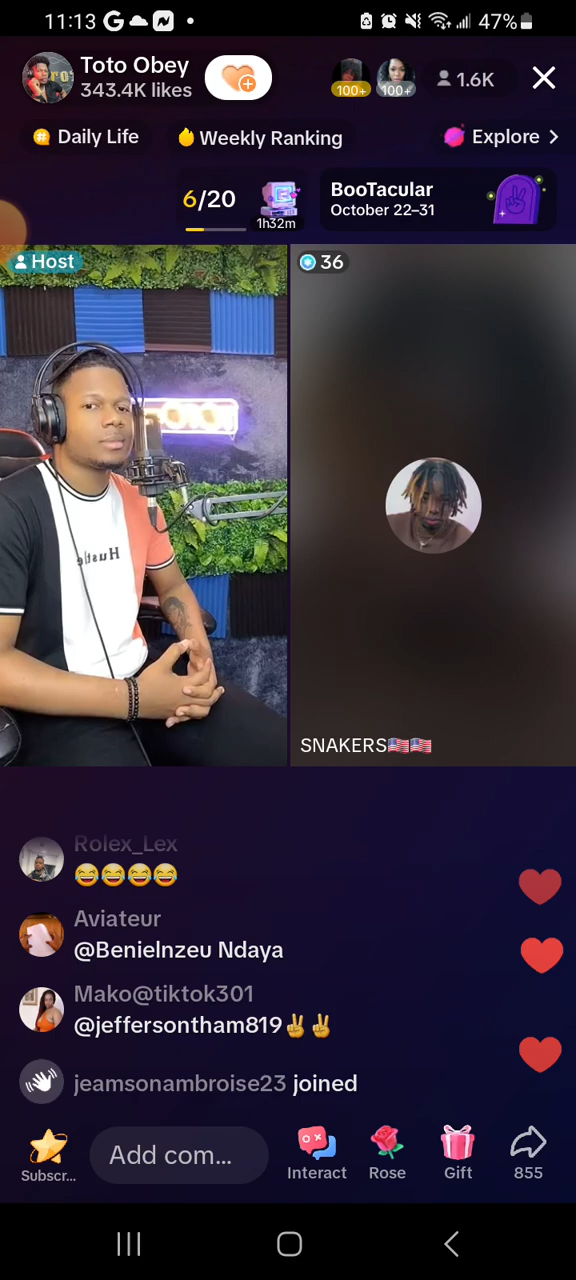 11:13
47%
Toto Obey
343.4K likes
100+
100+
1.6K
Daily Life
Weekly Ranking
Explore
6/20
1h32m
BooTacular
October 22–31
Host
36
Hustle
SNAKERS🇺🇸🇺🇸
Rolex_Lex
😂😂😂😂
Aviateur
@Benielnzeu Ndaya
Mako@tiktok301
@jeffersontham819✌️✌️
jeamsonambroise23 joined
Subscr...
Add com...
Interact
Rose
Gift
855